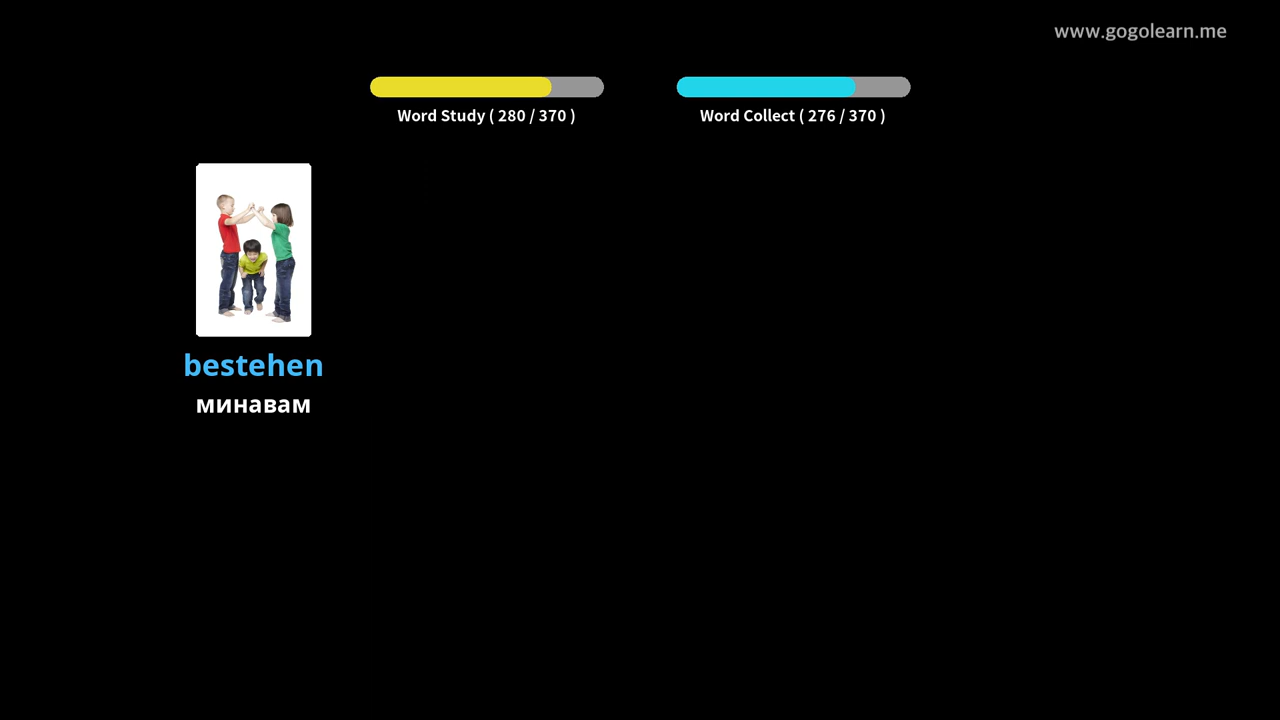 www.gogolearn.me
Word Study ( 280 / 370 )
Word Collect ( 276 / 370 )
bestehen
минавам